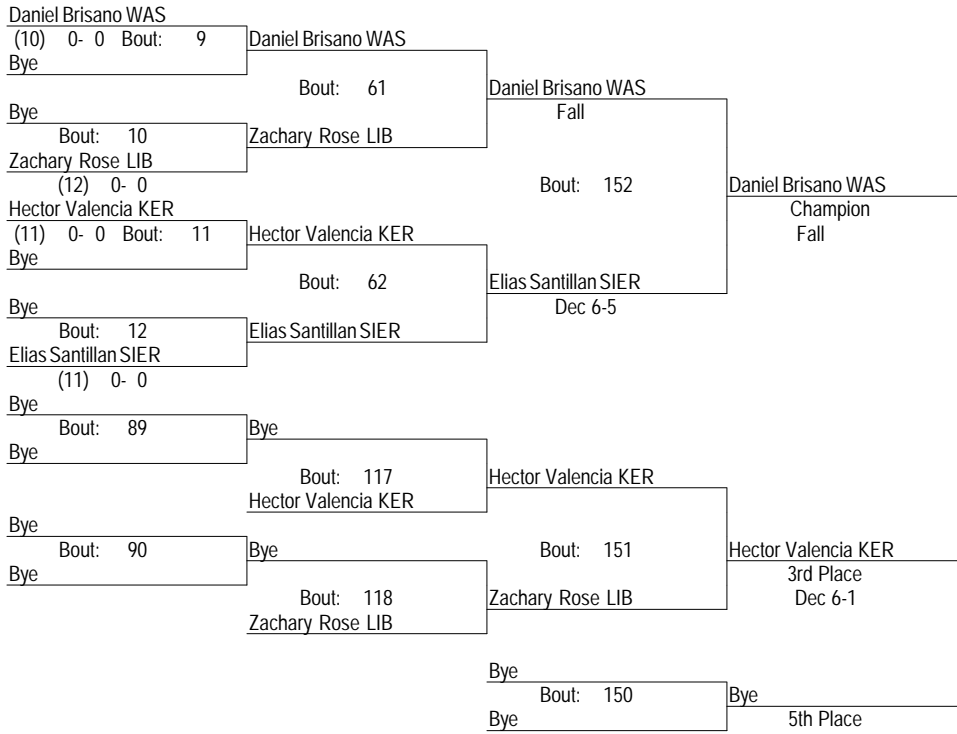 Daniel Brisano WAS
(10) 0- 0 Bout: 9 Daniel Brisano WAS
Bye
Bout: 61 Daniel Brisano WAS
Bye Fall
Bout: 10 Zachary Rose LIB
Zachary Rose LIB
(12) 0- 0 Bout: 152 Daniel Brisano WAS
Hector Valencia KER Champion
(11) 0- 0 Bout: 11 Hector Valencia KER Fall
Bye
Bout: 62 Elias Santillan SIER
Bye Dec 6-5
Bout: 12 Elias Santillan SIER
Elias Santillan SIER
(11) 0- 0
Bye
Bout: 89 Bye
Bye
Bout: 117 Hector Valencia KER
Hector Valencia KER
Bye
Bout: 90 Bye Bout: 151 Hector Valencia KER
Bye 3rd Place
Bout: 118 Zachary Rose LIB Dec 6-1
Zachary Rose LIB
Bye
Bout: 150 Bye
Bye 5th Place